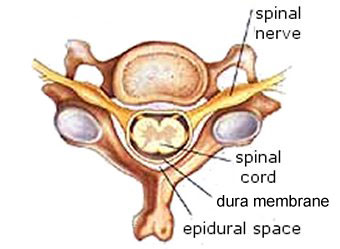 spinal
nerve
spinal
cord
dura membrane
epidural space